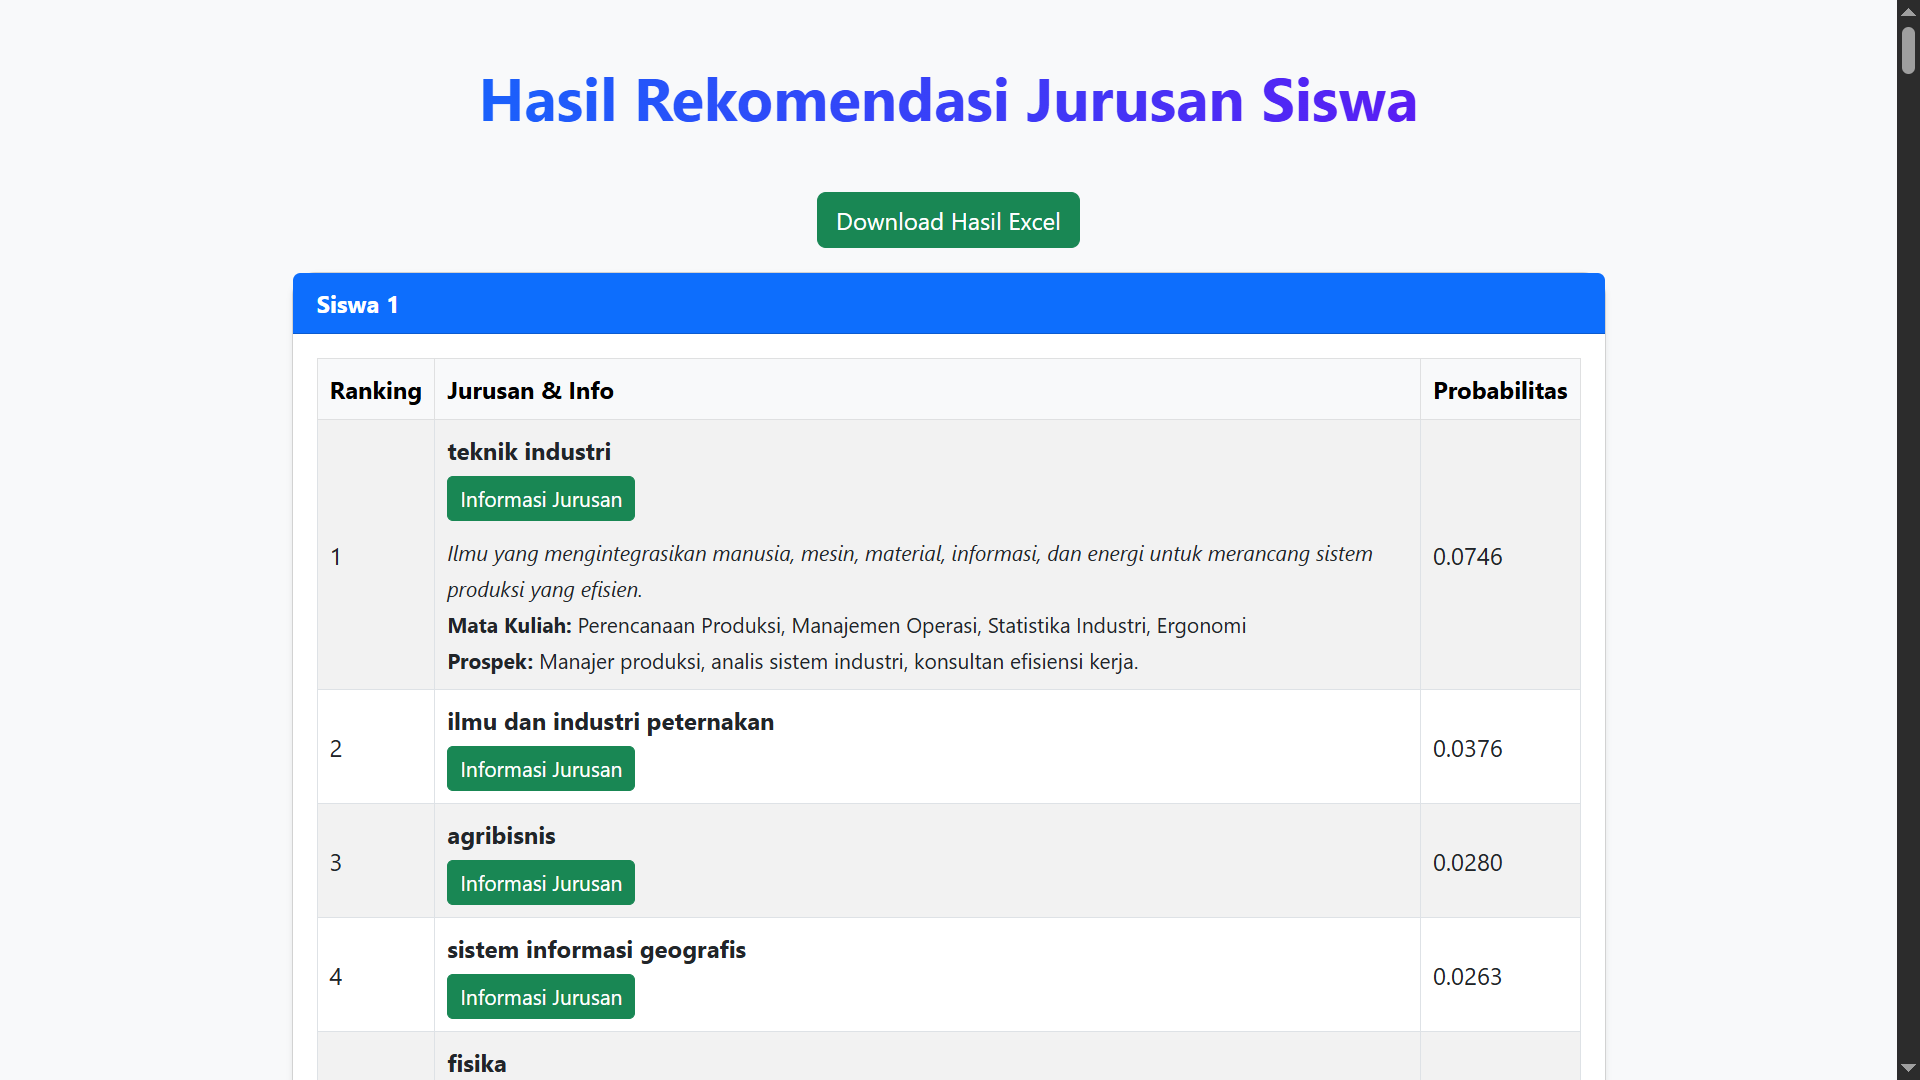 Hasil Rekomendasi Jurusan Siswa
Download Hasil Excel
Siswa 1
Ranking Jurusan & Info Probabilitas
teknik industri
Informasi Jurusan
1 Ilmu yang mengintegrasikan manusia, mesin, material, informasi, dan energi untuk merancang sistem 0.0746
produksi yang efisien.
Mata Kuliah: Perencanaan Produksi, Manajemen Operasi, Statistika Industri, Ergonomi
Prospek: Manajer produksi, analis sistem industri, konsultan efisiensi kerja.
ilmu dan industri peternakan
2 Informasi Jurusan 0.0376
agribisnis
3 Informasi Jurusan 0.0280
sistem informasi geografis
4 Informasi Jurusan 0.0263
fisika